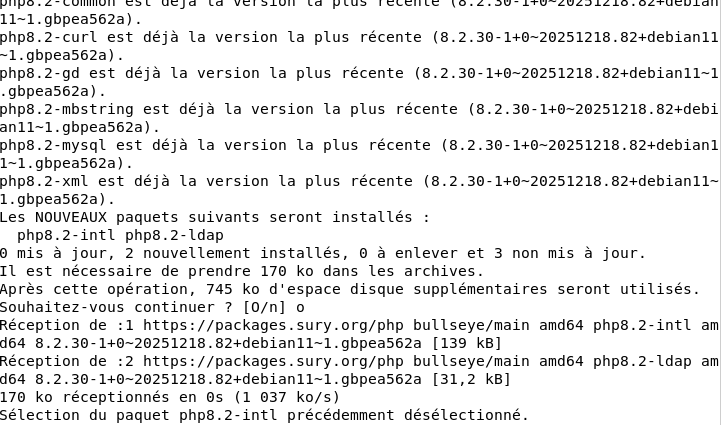 php8.2-common est déjà la version la plus récente (8.2.30-1+0~20251218.82+debian
11~1.gbpea562a).
php8.2-curl est déjà la version la plus récente (8.2.30-1+0~20251218.82+debian11
~1.gbpea562a).
php8.2-gd est déjà la version la plus récente (8.2.30-1+0~20251218.82+debian11~1
.gbpea562a).
php8.2-mbstring est déjà la version la plus récente (8.2.30-1+0~20251218.82+debi
an11~1.gbpea562a).
php8.2-mysql est déjà la version la plus récente (8.2.30-1+0~20251218.82+debian1
1~1.gbpea562a).
php8.2-xml est déjà la version la plus récente (8.2.30-1+0~20251218.82+debian11~
1.gbpea562a).
Les NOUVEAUX paquets suivants seront installés :
  php8.2-intl php8.2-ldap
0 mis à jour, 2 nouvellement installés, 0 à enlever et 3 non mis à jour.
Il est nécessaire de prendre 170 ko dans les archives.
Après cette opération, 745 ko d'espace disque supplémentaires seront utilisés.
Souhaitez-vous continuer ? [O/n] o
Réception de :1 https://packages.sury.org/php bullseye/main amd64 php8.2-intl am
d64 8.2.30-1+0~20251218.82+debian11~1.gbpea562a [139 kB]
Réception de :2 https://packages.sury.org/php bullseye/main amd64 php8.2-ldap am
d64 8.2.30-1+0~20251218.82+debian11~1.gbpea562a [31,2 kB]
170 ko réceptionnés en 0s (1 037 ko/s)
Sélection du paquet php8.2-intl précédemment désélectionné.